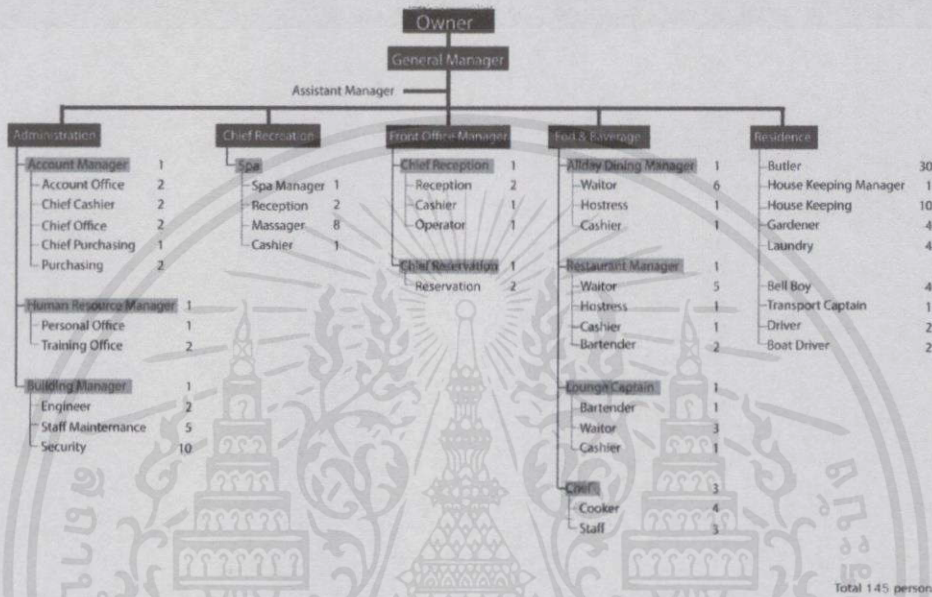 Owner
General Manager
Assistant Manager
Administration
Account Manager 1
Account Office 2
Chief Cashier 2
Chief Office 2
Chief Purchasing 1
Purchasing 2
Human Resource Manager 1
Personal Office 1
Training Office 2
Building Manager 1
Engineer 2
Staff Mainternance 5
Security 10
Chief Recreation
Spa
Spa Manager 1
Reception 2
Massager 8
Cashier 1
Front Office Manager
Chief Reception 1
Reception 2
Cashier 1
Operator 1
Chief Reservation 1
Reservation 2
Food & Baverage
Allday Dining Manager 1
Waitor 6
Hostress 1
Cashier 1
Restaurant Manager 1
Waitor 5
Hostress 1
Cashier 1
Bartender 2
Lounge Captain 1
Bartender 1
Waitor 3
Cashier 1
Chef 3
Cooker 4
Staff 3
Residence
Butler 30
House Keeping Manager 1
House Keeping 10
Gardener 4
Laundry 4
Bell Boy 4
Transport Captain 1
Driver 2
Boat Driver 2
Total 145 person